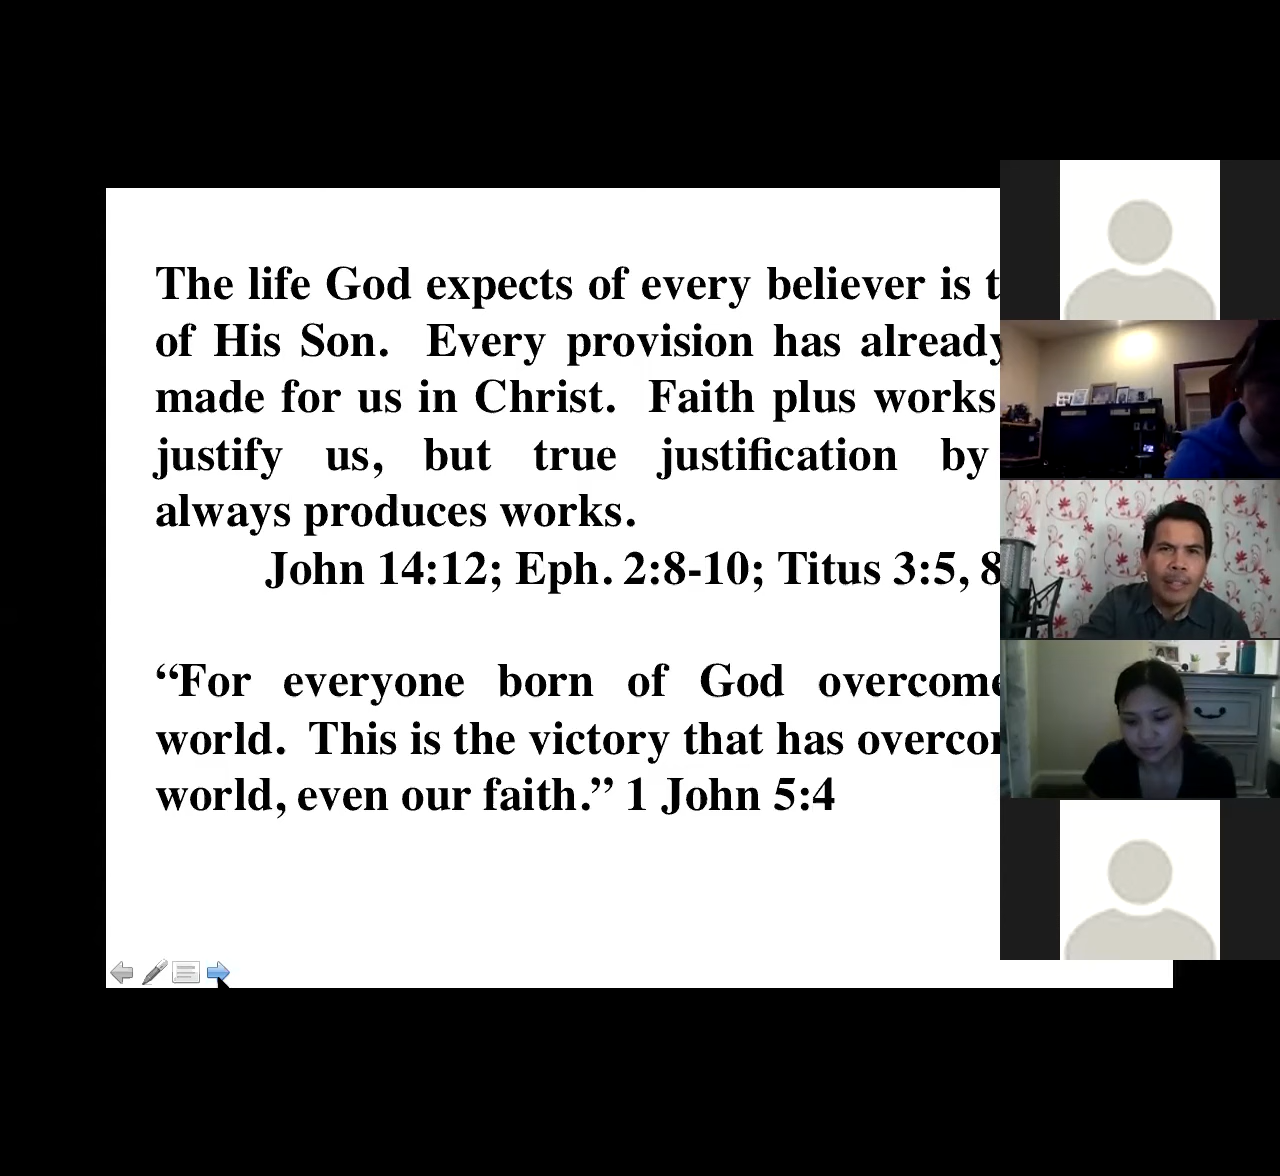 The life God expects of every believer is
of His Son. Every provision has already
made for us in Christ. Faith plus works
justify us, but true justification by
always produces works.
John 14:12; Eph. 2:8-10; Titus 3:5, 8
“For everyone born of God
world. This is the victory that has
world, even our faith.” 1 John 5:4